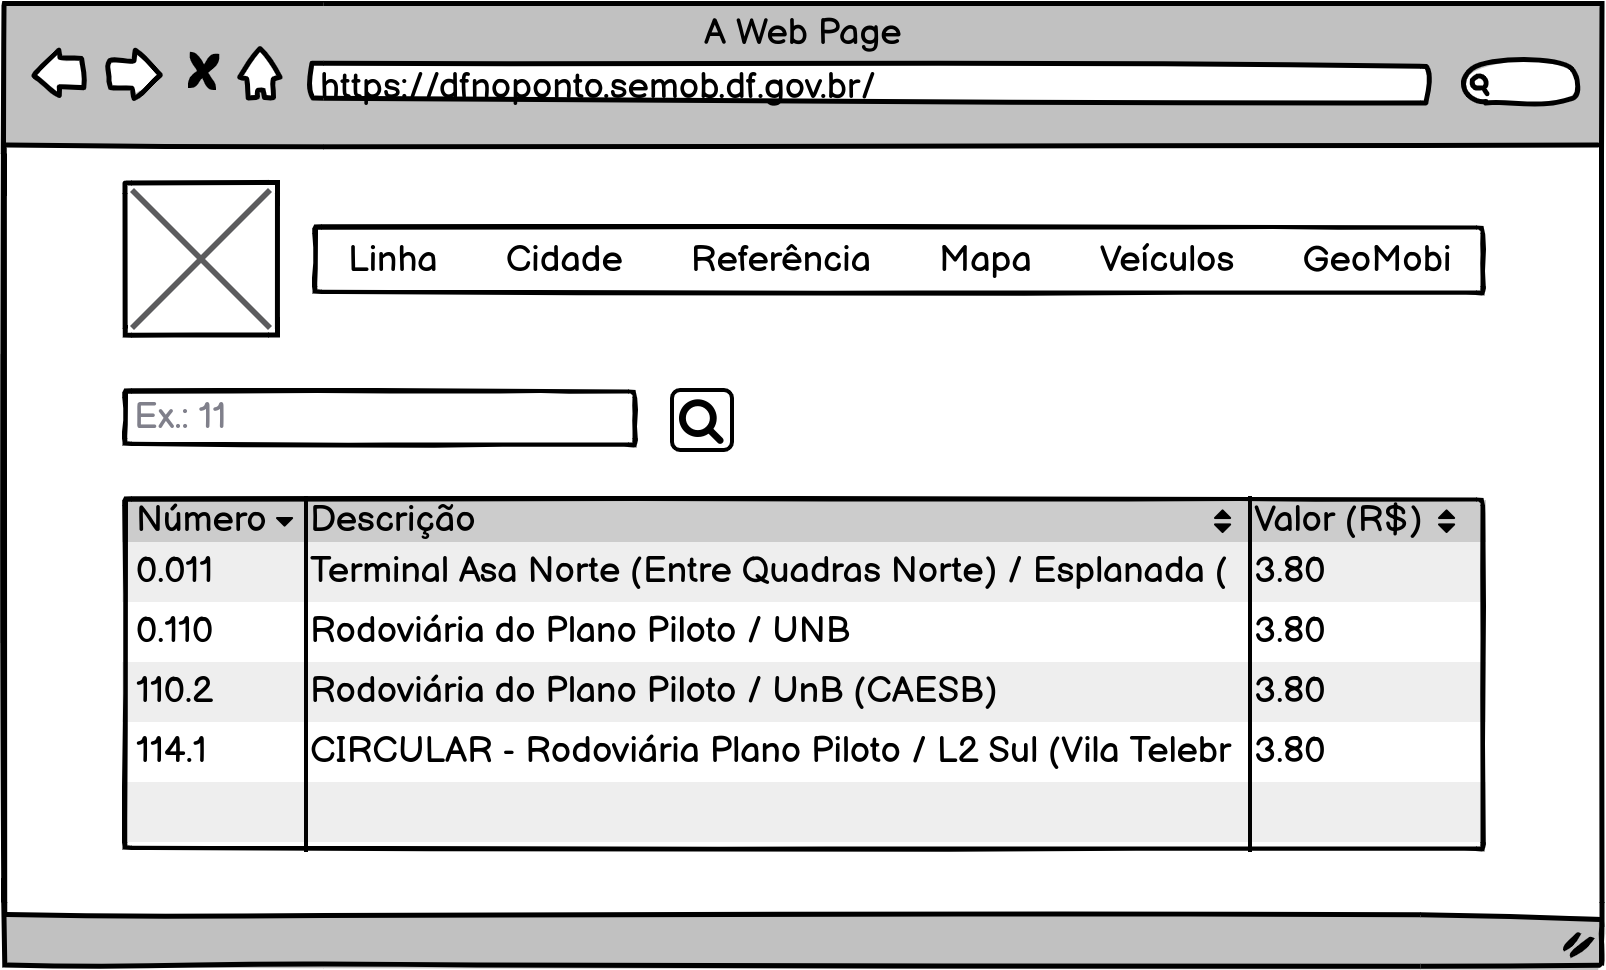 A Web Page
https://dfnoponto.semob.df.gov.br/
Linha Cidade Referência Mapa Veículos GeoMobi
Ex.: 11
Número Descrição Valor (R$)
0.011 Terminal Asa Norte (Entre Quadras Norte) / Esplanada ( 3.80
0.110 Rodoviária do Plano Piloto / UNB 3.80
110.2 Rodoviária do Plano Piloto / UnB (CAESB) 3.80
114.1 CIRCULAR - Rodoviária Plano Piloto / L2 Sul (Vila Telebr 3.80